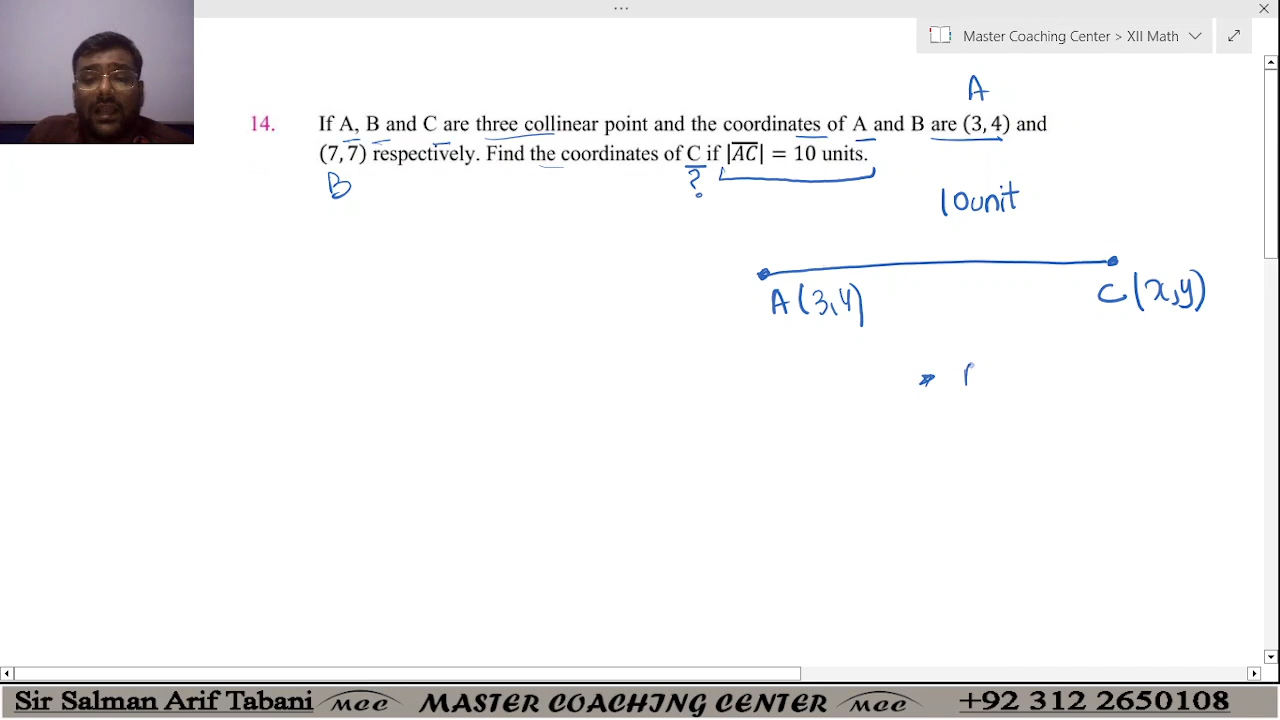 Master Coaching Center > XII Math
A
14. If A, B and C are three collinear point and the coordinates of A and B are (3, 4) and
(7, 7) respectively. Find the coordinates of C if |\overline{AC}| = 10 units.
B
?
10unit
A(3,4)
C(x,y)
Sir Salman Arif Tabani mcc MASTER COACHING CENTER mcc +92 312 2650108